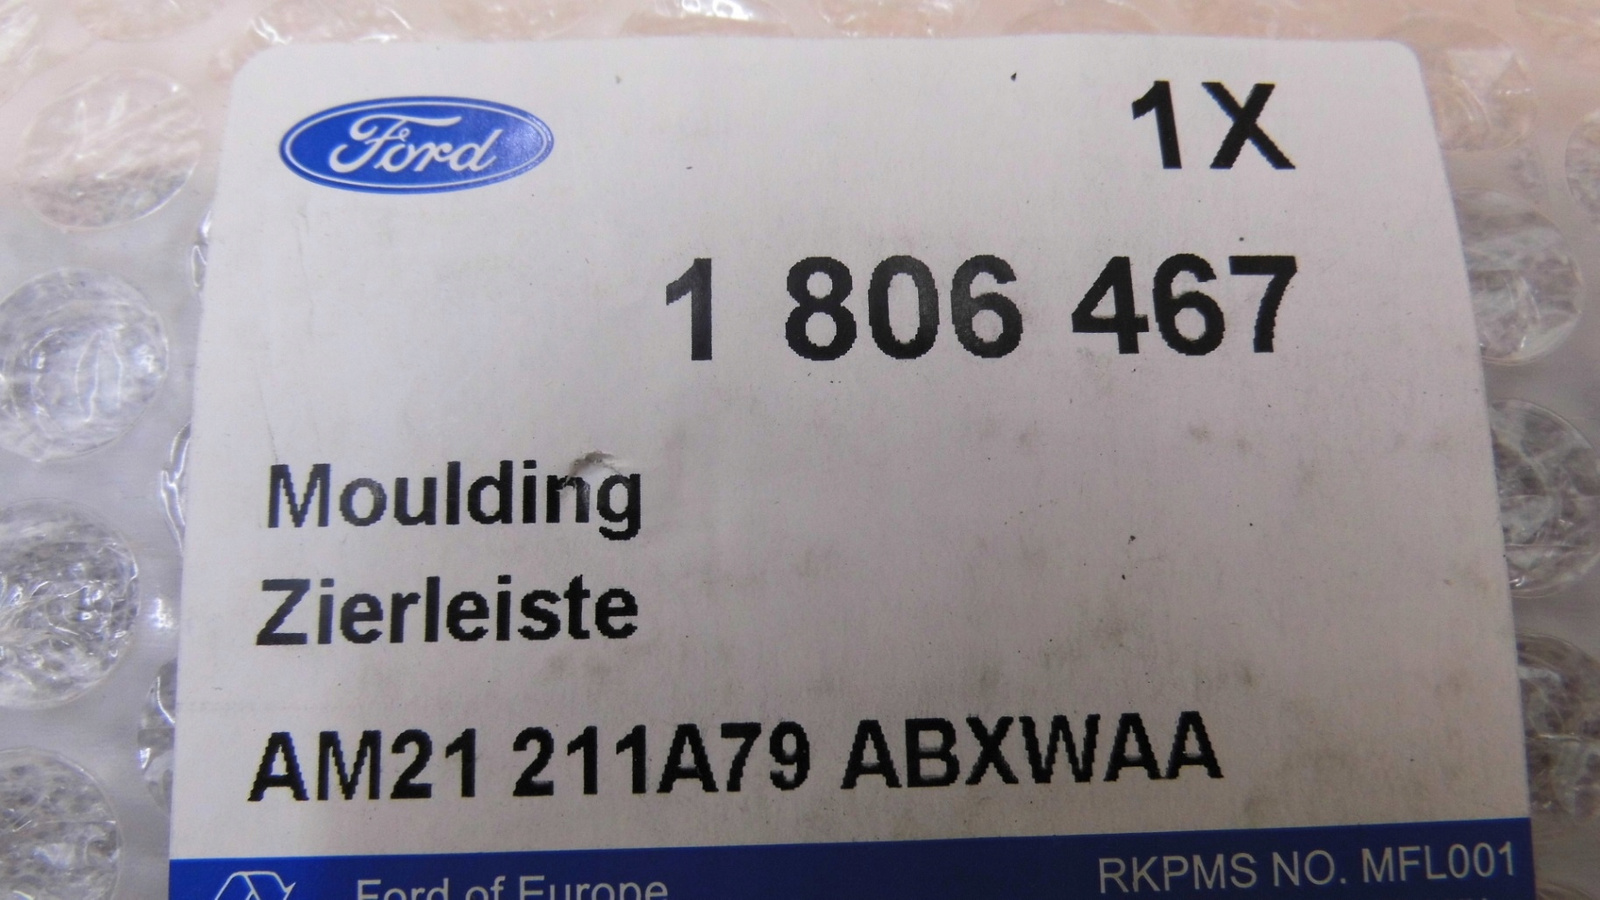 Ford
1X
1 806 467
Moulding
Zierleiste
AM21 211A79 ABXWAA
RKPMS NO. MFL001
Ford of Europe